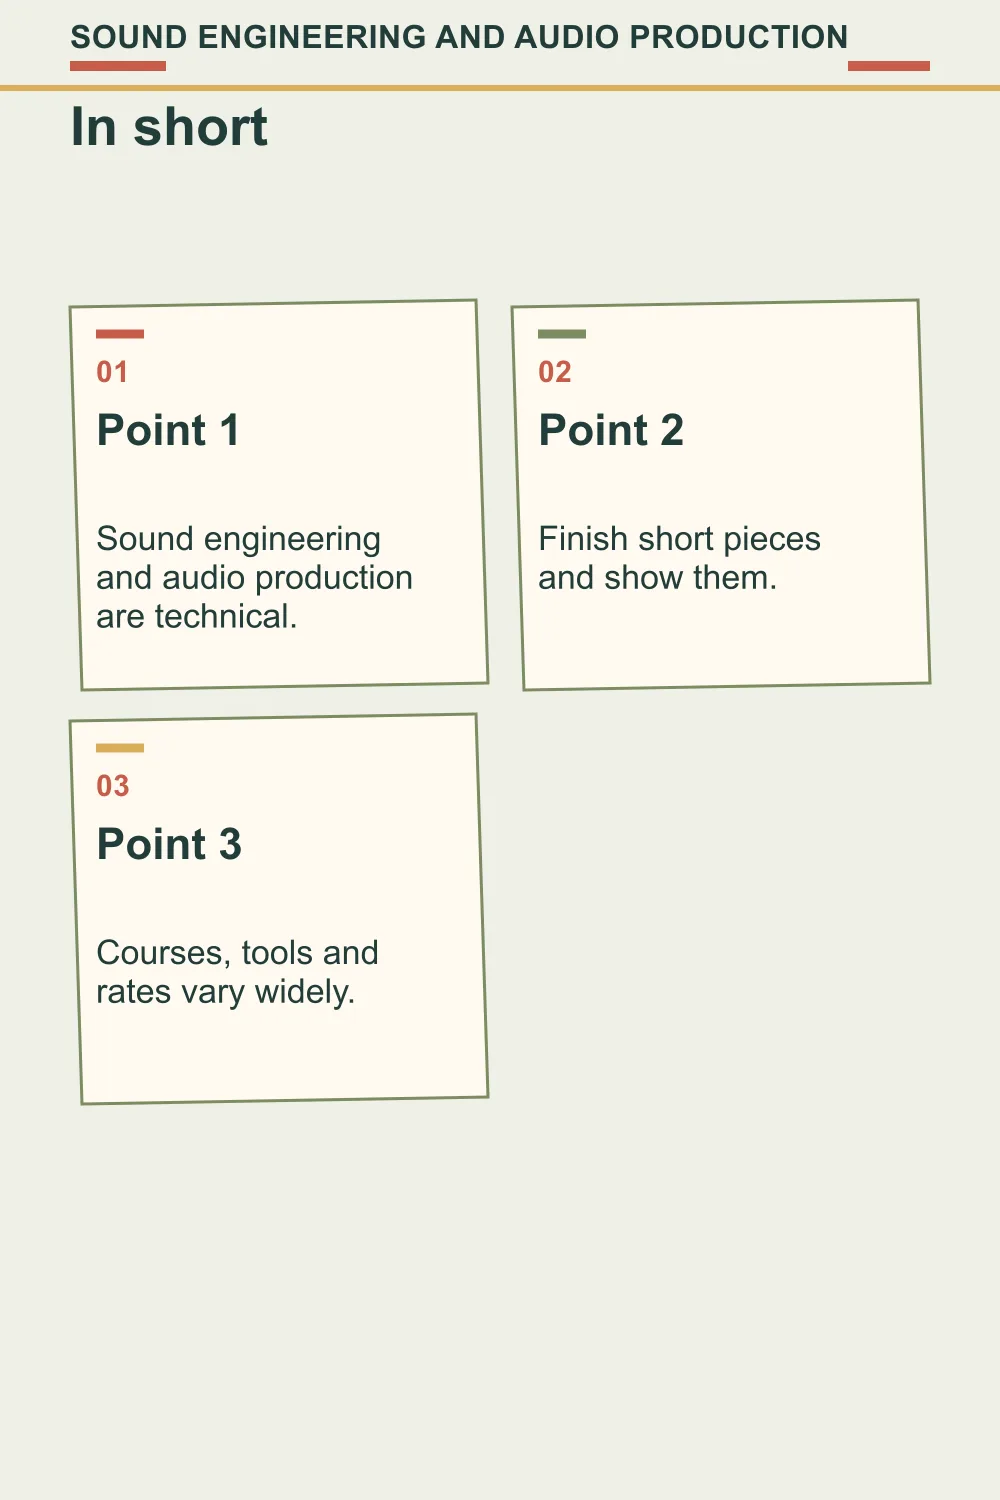 SOUND ENGINEERING AND AUDIO PRODUCTION
In short
01
Point 1
Sound engineering
and audio production
are technical.
02
Point 2
Finish short pieces
and show them.
03
Point 3
Courses, tools and
rates vary widely.